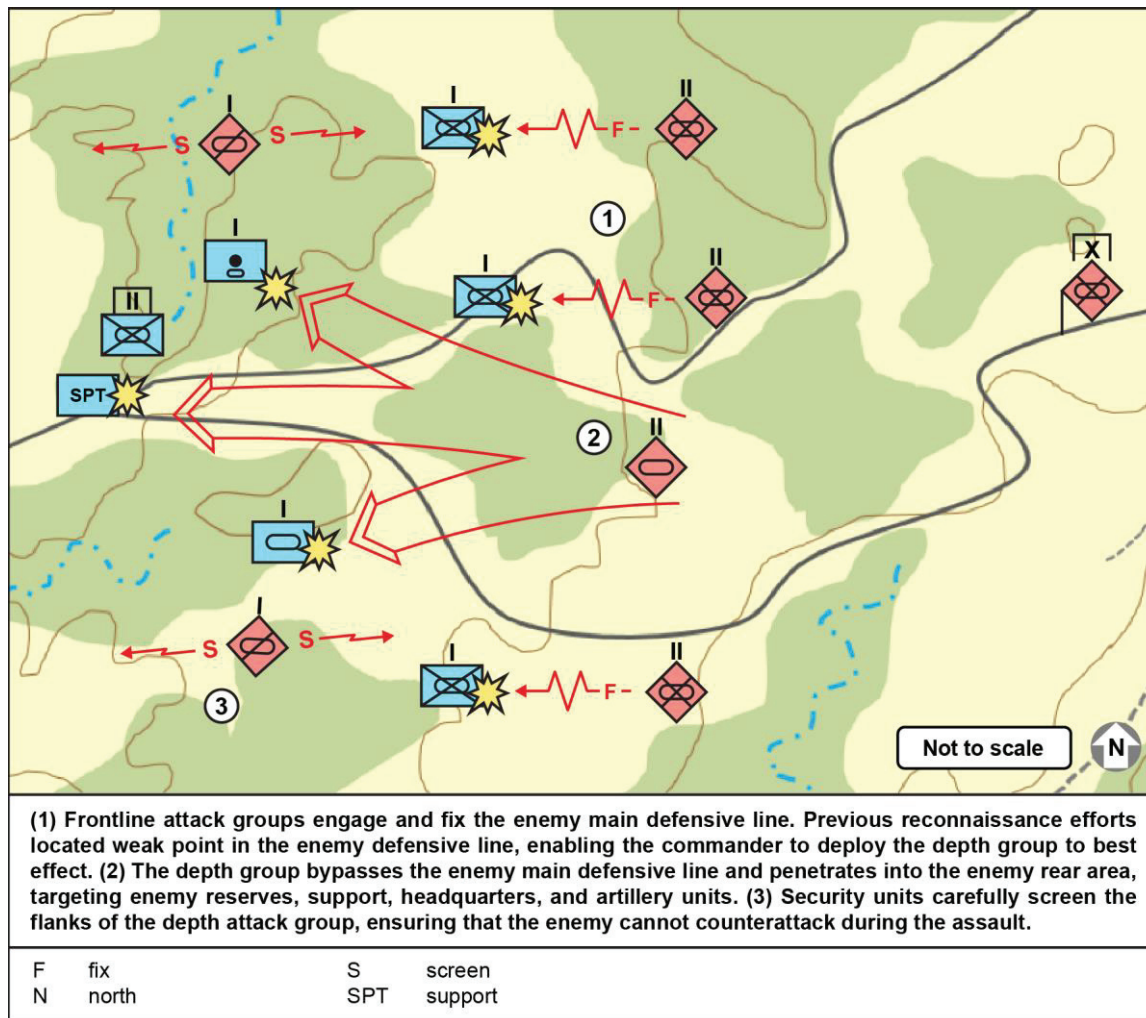 I
I
II
S
S
F
I
1
II
X
I
II
F
II
SPT
2
II
I
I
S
S
I
II
F
3
Not to scale
N
(1) Frontline attack groups engage and fix the enemy main defensive line. Previous reconnaissance efforts
located weak point in the enemy defensive line, enabling the commander to deploy the depth group to best
effect. (2) The depth group bypasses the enemy main defensive line and penetrates into the enemy rear area,
targeting enemy reserves, support, headquarters, and artillery units. (3) Security units carefully screen the
flanks of the depth attack group, ensuring that the enemy cannot counterattack during the assault.
F fix S screen
N north SPT support